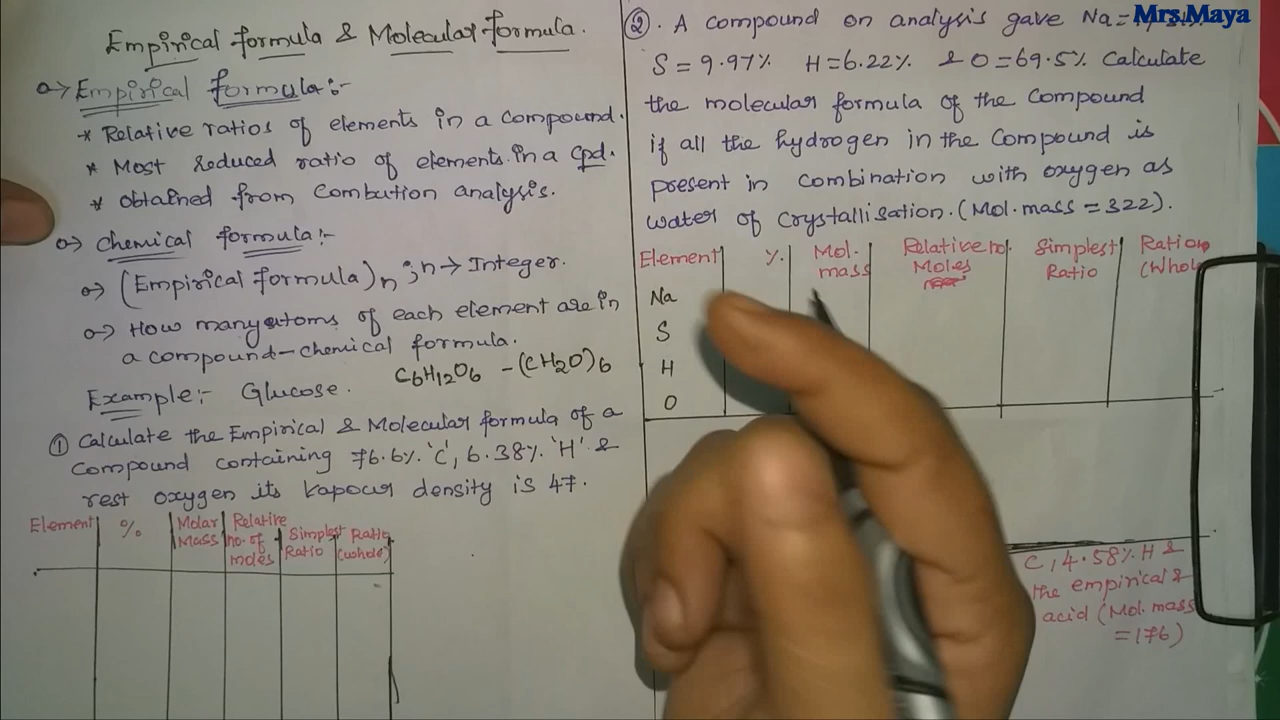 Empirical formula & Molecular formula.
Empirical formula:-
* Relative ratios of elements in a compound.
* Most reduced ratio of elements in a cpd.
* obtained from Combution analysis.
Chemical formula:-
(Empirical formula)n ; n → Integer.
How many atoms of each element are in
a compound - chemical formula.
Example:- Glucose. C6H12O6 - (CH2O)6
① Calculate the Empirical & Molecular formula of a
Compound containing 76.6% 'C', 6.38% 'H' &
rest oxygen its vapour density is 47.
Element % Molar Mass Relative no. of moles Simplest Ratio Ratio (whole)
Mrs.Maya
②. A compound on analysis gave Na=
S = 9.97% H=6.22% & O=69.5% Calculate
the molecular formula of the Compound
if all the hydrogen in the Compound is
present in combination with oxygen as
water of crystallisation. (Mol. mass = 322).
Element % Mol. mass Relative no. Moles Simplest Ratio Ratio (Whole
Na
S
H
O
C, 4.58% H &
the empirical &
acid (Mol. mass
=176)